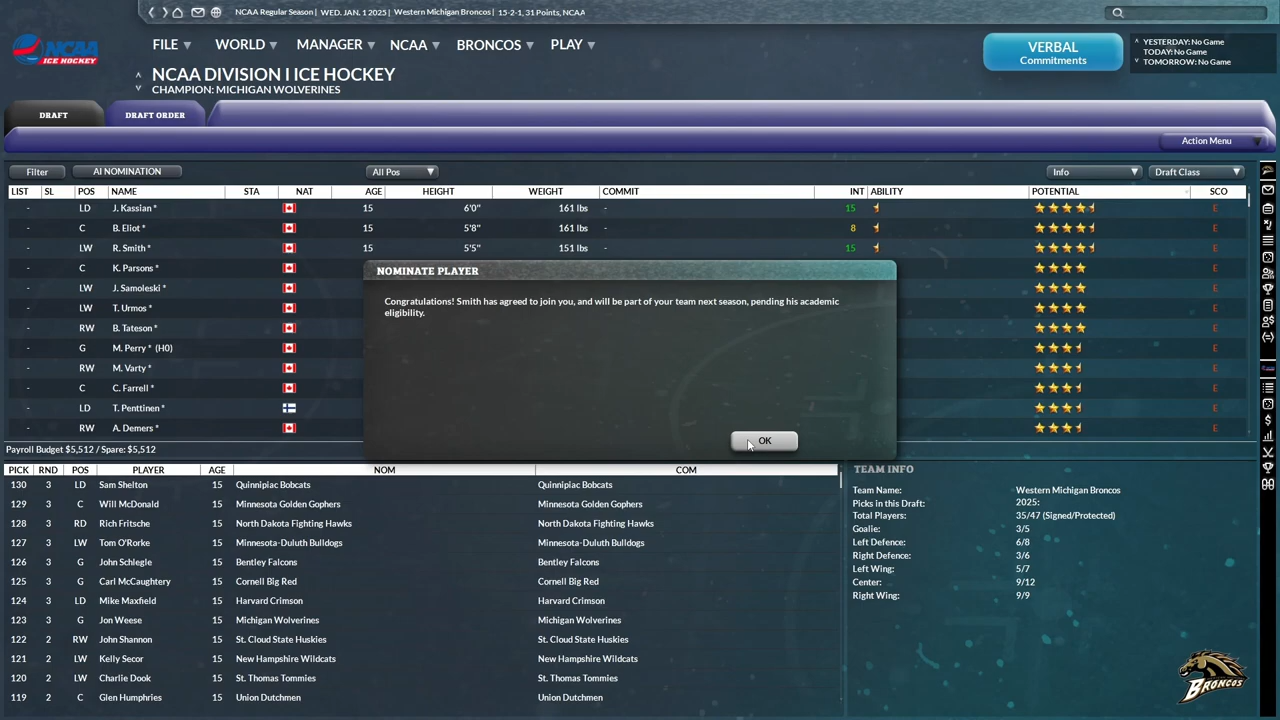 NCAA Regular Season | WED. JAN. 1 2025 | Western Michigan Broncos | 15-2-1, 31 Points, NCAA
NCAA
ICE HOCKEY
FILE WORLD MANAGER NCAA BRONCOS PLAY
VERBAL
Commitments
YESTERDAY: No Game
TODAY: No Game
TOMORROW: No Game
NCAA DIVISION I ICE HOCKEY
CHAMPION: MICHIGAN WOLVERINES
DRAFT DRAFT ORDER
Action Menu
Filter AI NOMINATION All Pos Info Draft Class
LIST SL POS NAME STA NAT AGE HEIGHT WEIGHT COMMIT INT ABILITY POTENTIAL SCO
- LD J. Kassian * 15 6'0" 161 lbs - 15 E
- C B. Eliot * 15 5'8" 161 lbs - 8 E
- LW R. Smith * 15 5'5" 151 lbs - 15 E
- C K. Parsons * E
- LW J. Samoleski * E
- LW T. Urmos * E
- RW B. Tateson * E
- G M. Perry * (H0) E
- RW M. Varty * E
- C C. Farrell * E
- LD T. Penttinen * E
- RW A. Demers * E
NOMINATE PLAYER
Congratulations! Smith has agreed to join you, and will be part of your team next season, pending his academic
eligibility.
OK
Payroll Budget $5,512 / Spare: $5,512
PICK RND POS PLAYER AGE NOM COM
130 3 LD Sam Shelton 15 Quinnipiac Bobcats Quinnipiac Bobcats
129 3 C Will McDonald 15 Minnesota Golden Gophers Minnesota Golden Gophers
128 3 RD Rich Fritsche 15 North Dakota Fighting Hawks North Dakota Fighting Hawks
127 3 LW Tom O'Rorke 15 Minnesota-Duluth Bulldogs Minnesota-Duluth Bulldogs
126 3 G John Schlegle 15 Bentley Falcons Bentley Falcons
125 3 G Carl McCaughtery 15 Cornell Big Red Cornell Big Red
124 3 LD Mike Maxfield 15 Harvard Crimson Harvard Crimson
123 3 G Jon Weese 15 Michigan Wolverines Michigan Wolverines
122 2 RW John Shannon 15 St. Cloud State Huskies St. Cloud State Huskies
121 2 LW Kelly Secor 15 New Hampshire Wildcats New Hampshire Wildcats
120 2 LW Charlie Dook 15 St. Thomas Tommies St. Thomas Tommies
119 2 C Glen Humphries 15 Union Dutchmen Union Dutchmen
TEAM INFO
Team Name: Western Michigan Broncos
Picks in this Draft: 2025:
Total Players: 35/47 (Signed/Protected)
Goalie: 3/5
Left Defence: 6/8
Right Defence: 3/6
Left Wing: 5/7
Center: 9/12
Right Wing: 9/9
BRONCOS